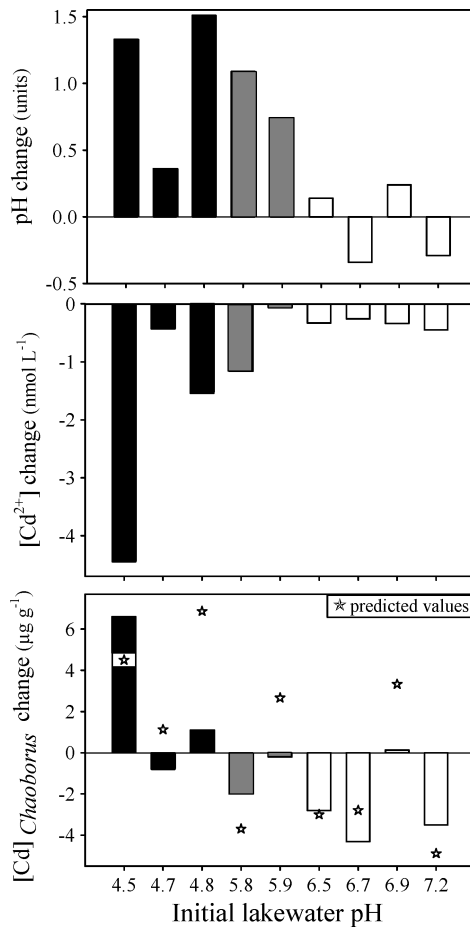 pH change (units)
1.5
1.0
0.5
0.0
-0.5
[Cd²⁺] change (nmol L⁻¹)
0
-1
-2
-3
-4
[Cd] Chaoborus change (µg g⁻¹)
☆ predicted values
6
4
2
0
-2
-4
4.5 4.7 4.8 5.8 5.9 6.5 6.7 6.9 7.2
Initial lakewater pH